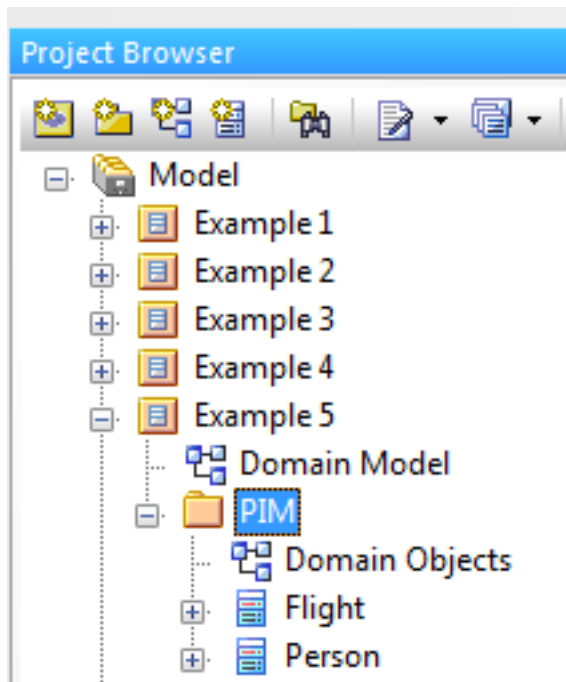 Project Browser
Model
Example 1
Example 2
Example 3
Example 4
Example 5
Domain Model
PIM
Domain Objects
Flight
Person